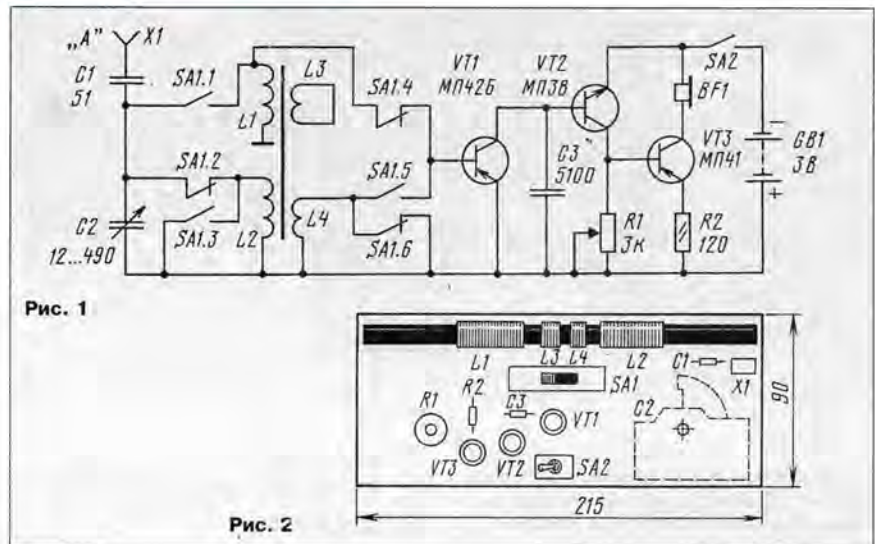 „А" X1
C1
51
SA1.1
L1
L3
SA1.4
VT1
МП42Б
VT2
МП38
SA2
BF1
VT3
МП41
GB1
3В
SA1.2
SA1.3
L2
L4
SA1.5
SA1.6
C3
5100
C2
12...490
R1
3к
R2
120
−
+
Рис. 1
L1
L3
L4
L2
C1
X1
SA1
R2
R1
C3
VT1
C2
VT3
VT2
SA2
90
215
Рис. 2